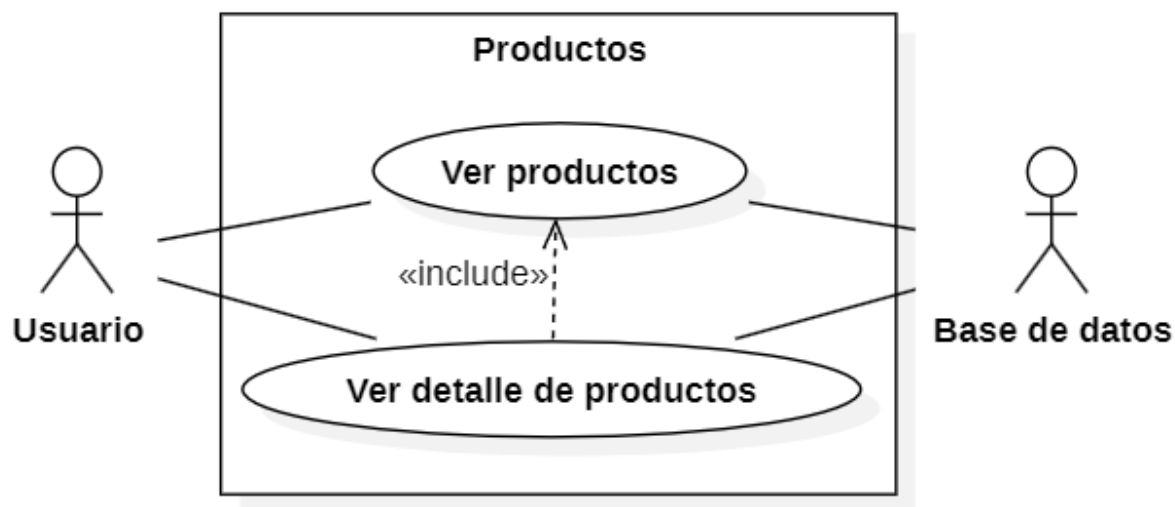 Productos
Ver productos
«include»
Usuario
Base de datos
Ver detalle de productos